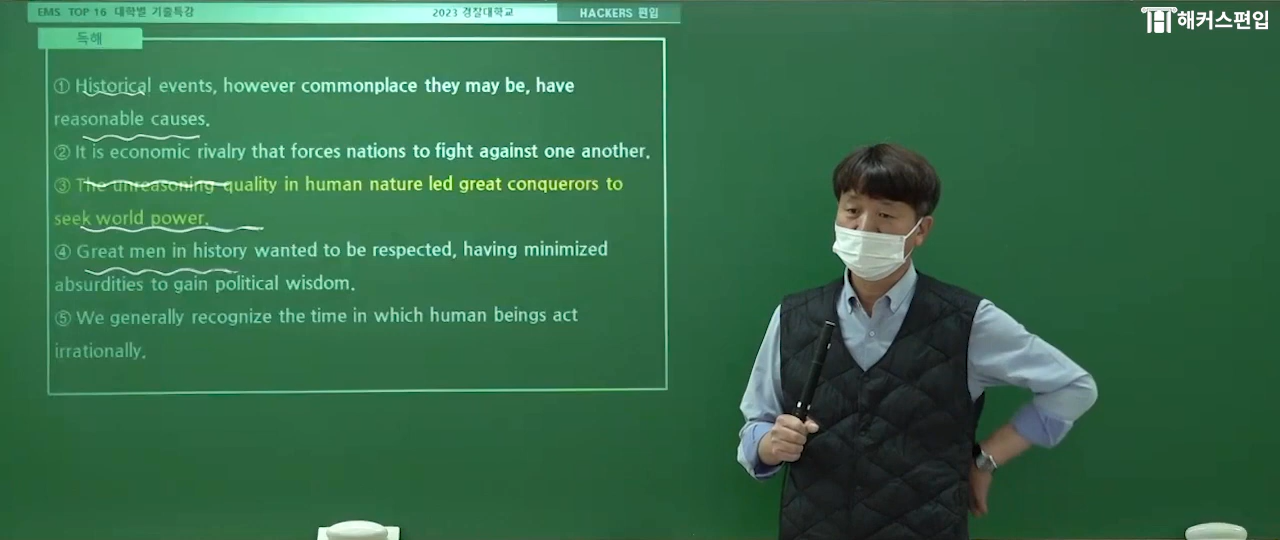 EMS TOP 16 대학별 기출특강
2023 경찰대학교
HACKERS 편입
해커스편입
독해
① Historical events, however commonplace they may be, have
reasonable causes.
② It is economic rivalry that forces nations to fight against one another.
③ The unreasoning quality in human nature led great conquerors to
seek world power.
④ Great men in history wanted to be respected, having minimized
absurdities to gain political wisdom.
⑤ We generally recognize the time in which human beings act
irrationally.